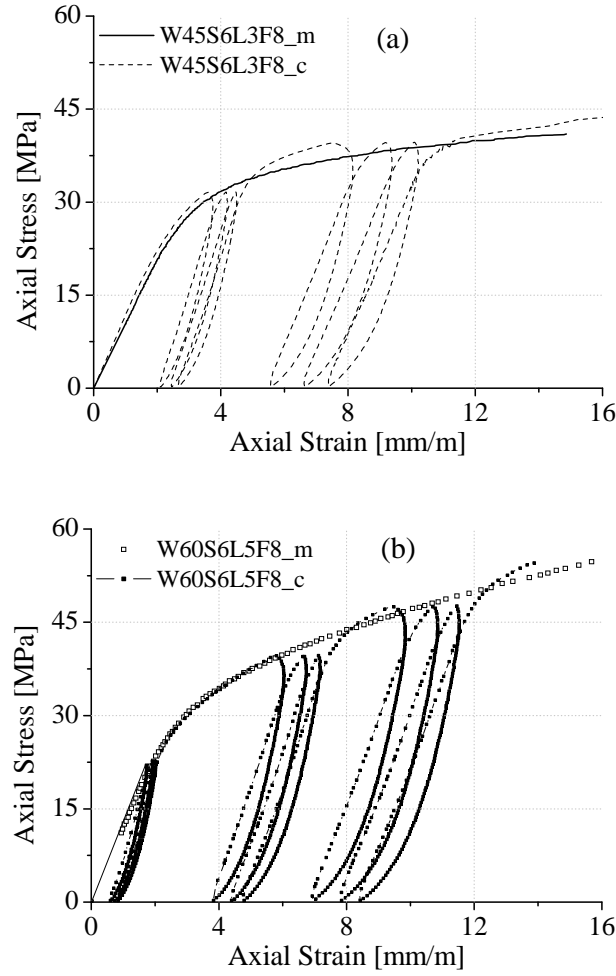 60
(a)
W45S6L3F8_m
W45S6L3F8_c
45
30
15
0
Axial Stress [MPa]
0 4 8 12 16
Axial Strain [mm/m]
60
(b)
W60S6L5F8_m
W60S6L5F8_c
45
30
15
0
Axial Stress [MPa]
0 4 8 12 16
Axial Strain [mm/m]